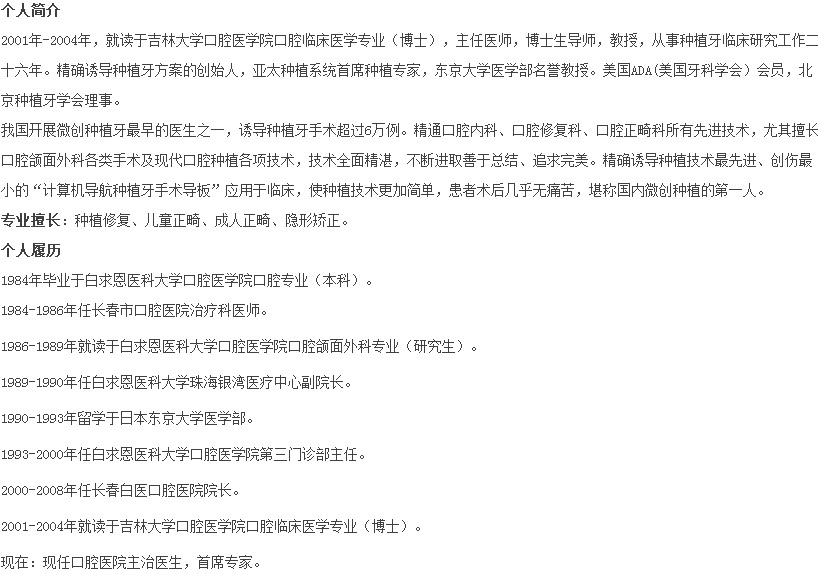 个人简介
2001年-2004年，就读于吉林大学口腔医学院口腔临床医学专业（博士），主任医师，博士生导师，教授，从事种植牙临床研究工作二
十六年。精确诱导种植牙方案的创始人，亚太种植系统首席种植专家，东京大学医学部名誉教授。美国ADA(美国牙科学会）会员，北
京种植牙学会理事。
我国开展微创种植牙最早的医生之一，诱导种植牙手术超过6万例。精通口腔内科、口腔修复科、口腔正畸科所有先进技术，尤其擅长
口腔颌面外科各类手术及现代口腔种植各项技术，技术全面精湛，不断进取善于总结、追求完美。精确诱导种植技术最先进、创伤最
小的“计算机导航种植牙手术导板”应用于临床，使种植技术更加简单，患者术后几乎无痛苦，堪称国内微创种植的第一人。
专业擅长：种植修复、儿童正畸、成人正畸、隐形矫正。
个人履历
1984年毕业于白求恩医科大学口腔医学院口腔专业（本科）。
1984-1986年任长春市口腔医院治疗科医师。
1986-1989年就读于白求恩医科大学口腔医学院口腔颌面外科专业（研究生）。
1989-1990年任白求恩医科大学珠海银湾医疗中心副院长。
1990-1993年留学于日本东京大学医学部。
1993-2000年任白求恩医科大学口腔医学院第三门诊部主任。
2000-2008年任长春白医口腔医院院长。
2001-2004年就读于吉林大学口腔医学院口腔临床医学专业（博士）。
现在：现任口腔医院主治医生，首席专家。